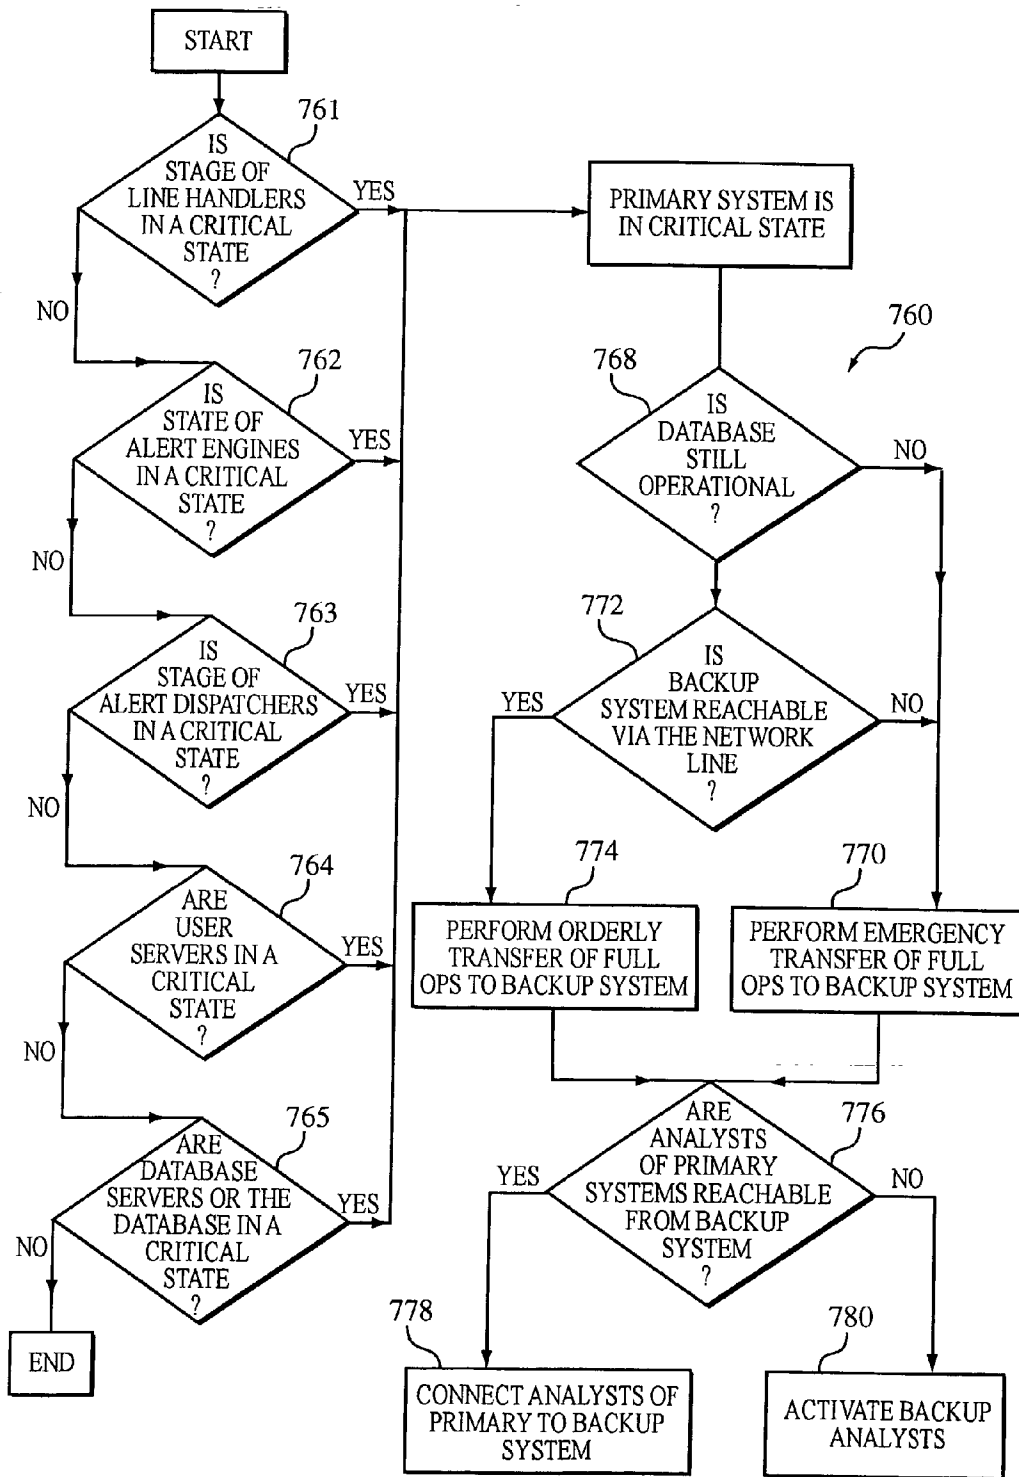 START
761
IS
STAGE OF
LINE HANDLERS
IN A CRITICAL
STATE
?
YES
NO
PRIMARY SYSTEM IS
IN CRITICAL STATE
760
762
IS
STATE OF
ALERT ENGINES
IN A CRITICAL
STATE
?
YES
NO
768
IS
DATABASE
STILL
OPERATIONAL
?
NO
763
IS
STAGE OF
ALERT DISPATCHERS
IN A CRITICAL
STATE
?
YES
NO
772
IS
BACKUP
SYSTEM REACHABLE
VIA THE NETWORK
LINE
?
YES
NO
764
ARE
USER
SERVERS IN A
CRITICAL
STATE
?
YES
NO
774
PERFORM ORDERLY
TRANSFER OF FULL
OPS TO BACKUP SYSTEM
770
PERFORM EMERGENCY
TRANSFER OF FULL
OPS TO BACKUP SYSTEM
765
ARE
DATABASE
SERVERS OR THE
DATABASE IN A
CRITICAL
STATE
?
YES
NO
END
776
ARE
ANALYSTS
OF PRIMARY
SYSTEMS REACHABLE
FROM BACKUP
SYSTEM
?
YES
NO
778
CONNECT ANALYSTS OF
PRIMARY TO BACKUP
SYSTEM
780
ACTIVATE BACKUP
ANALYSTS